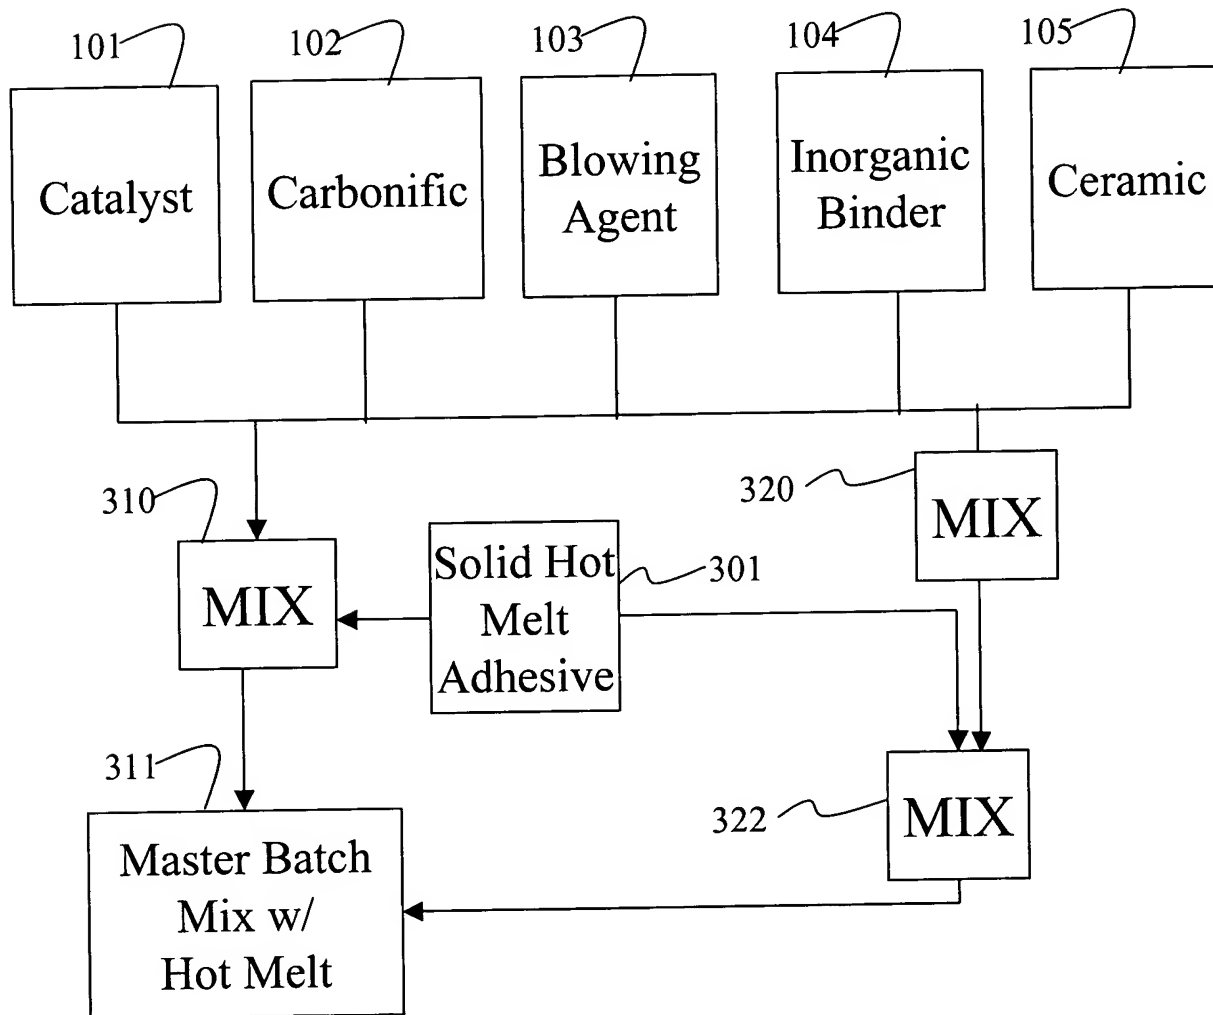 101
102
103
104
105
Catalyst
Carbonific
Blowing
Agent
Inorganic
Binder
Ceramic
310
MIX
Solid Hot
Melt
Adhesive
301
320
MIX
311
Master Batch
Mix w/
Hot Melt
322
MIX